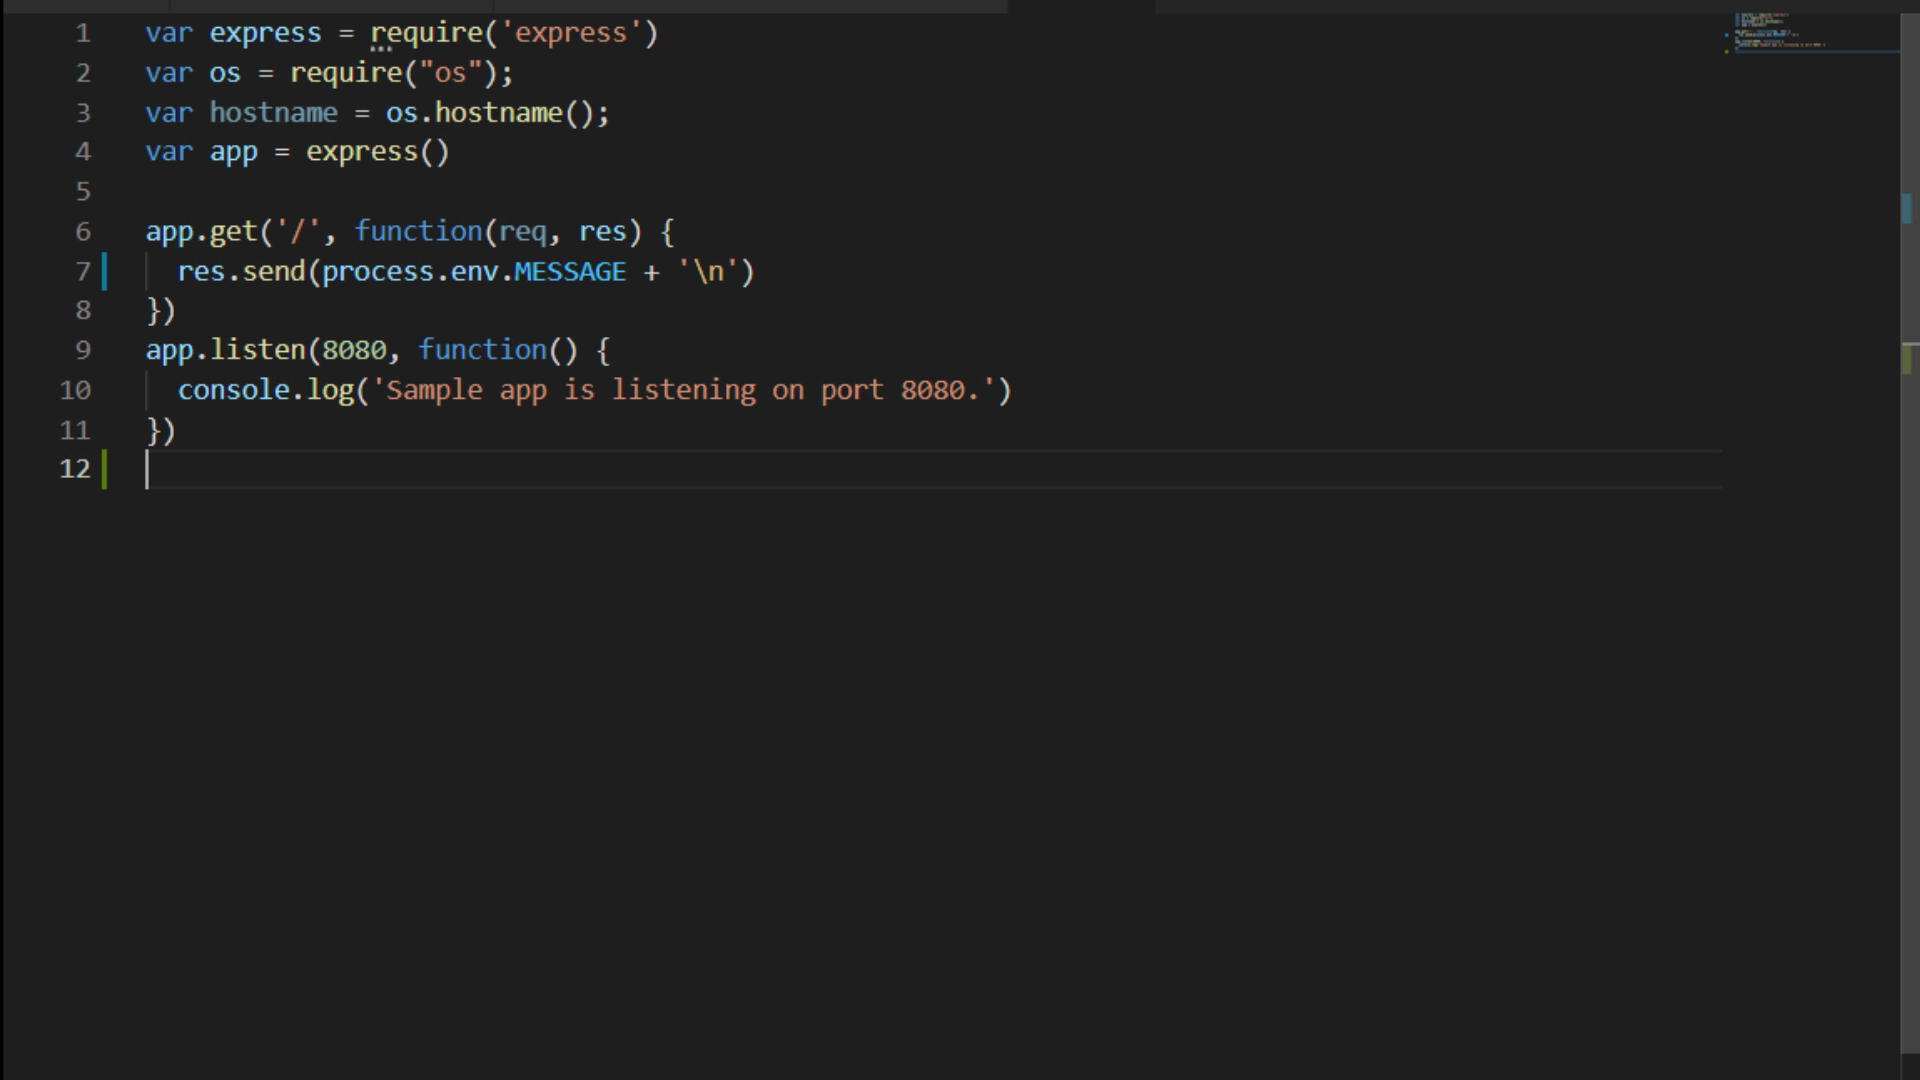 1 var express = require('express')
2 var os = require("os");
3 var hostname = os.hostname();
4 var app = express()
5
6 app.get('/', function(req, res) {
7   res.send(process.env.MESSAGE + '\n')
8 })
9 app.listen(8080, function() {
10   console.log('Sample app is listening on port 8080.')
11 })
12